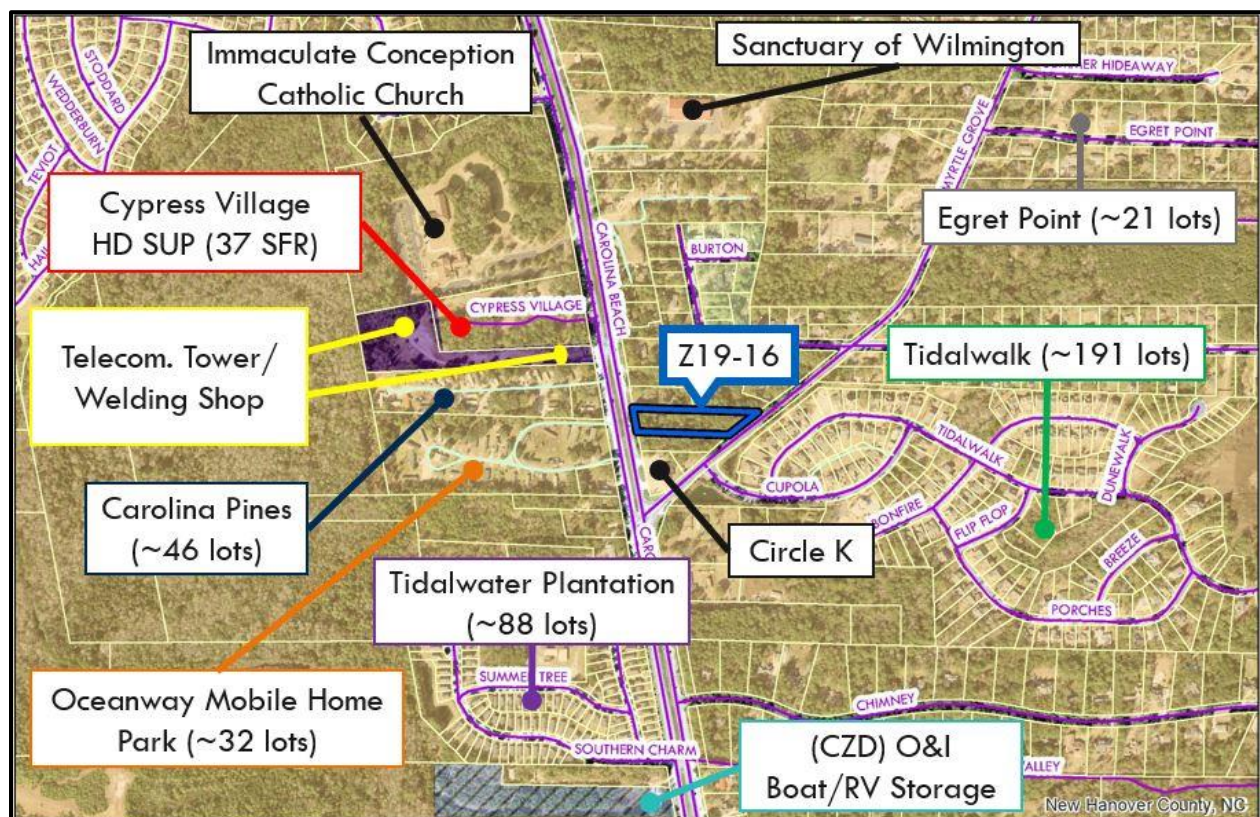 Immaculate Conception
Catholic Church
Sanctuary of Wilmington
STODDARD
WEDDERBURN
TEVIOT
HIDEAWAY
EGRET POINT
MYRTLE GROVE
Cypress Village
HD SUP (37 SFR)
Egret Point (~21 lots)
CAROLINA BEACH
BURTON
CYPRESS VILLAGE
Telecom. Tower/
Welding Shop
Z19-16
Tidalwalk (~191 lots)
TIDALWALK
DUNEWALK
CUPOLA
BONFIRE
FLIP FLOP
BREEZE
PORCHES
Carolina Pines
(~46 lots)
Circle K
Tidalwater Plantation
(~88 lots)
Oceanway Mobile Home
Park (~32 lots)
SUMMER TREE
CHIMNEY
SOUTHERN CHARM
(CZD) O&I
Boat/RV Storage
New Hanover County, NC